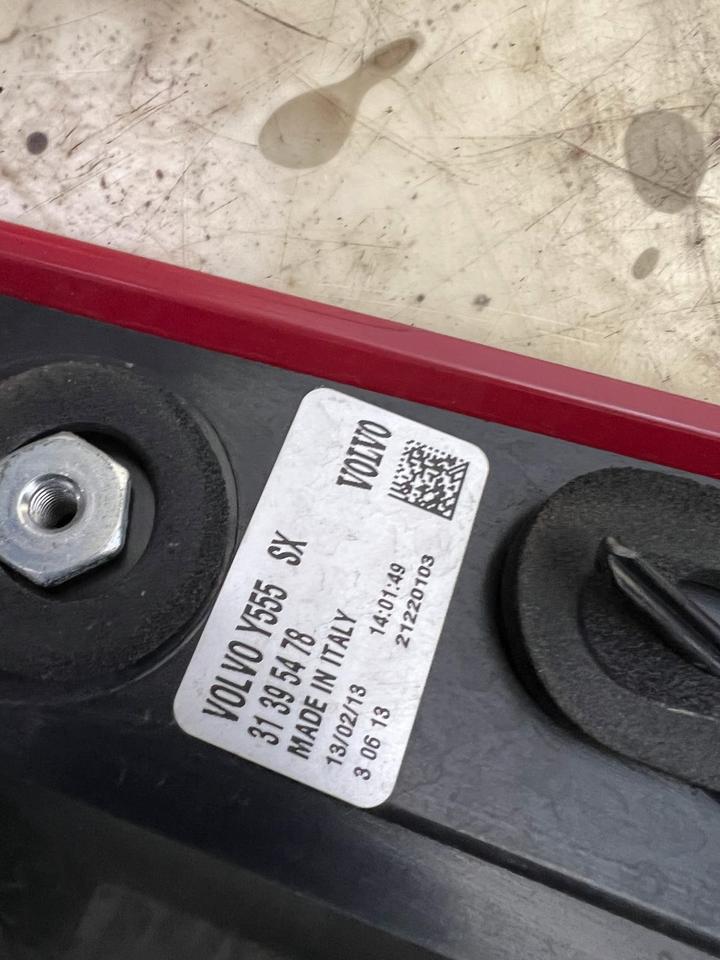 VOLVO
VOLVO Y555 SX
31 39 54 78
MADE IN ITALY
13/02/13 14:01:49
3 06 13 21220103